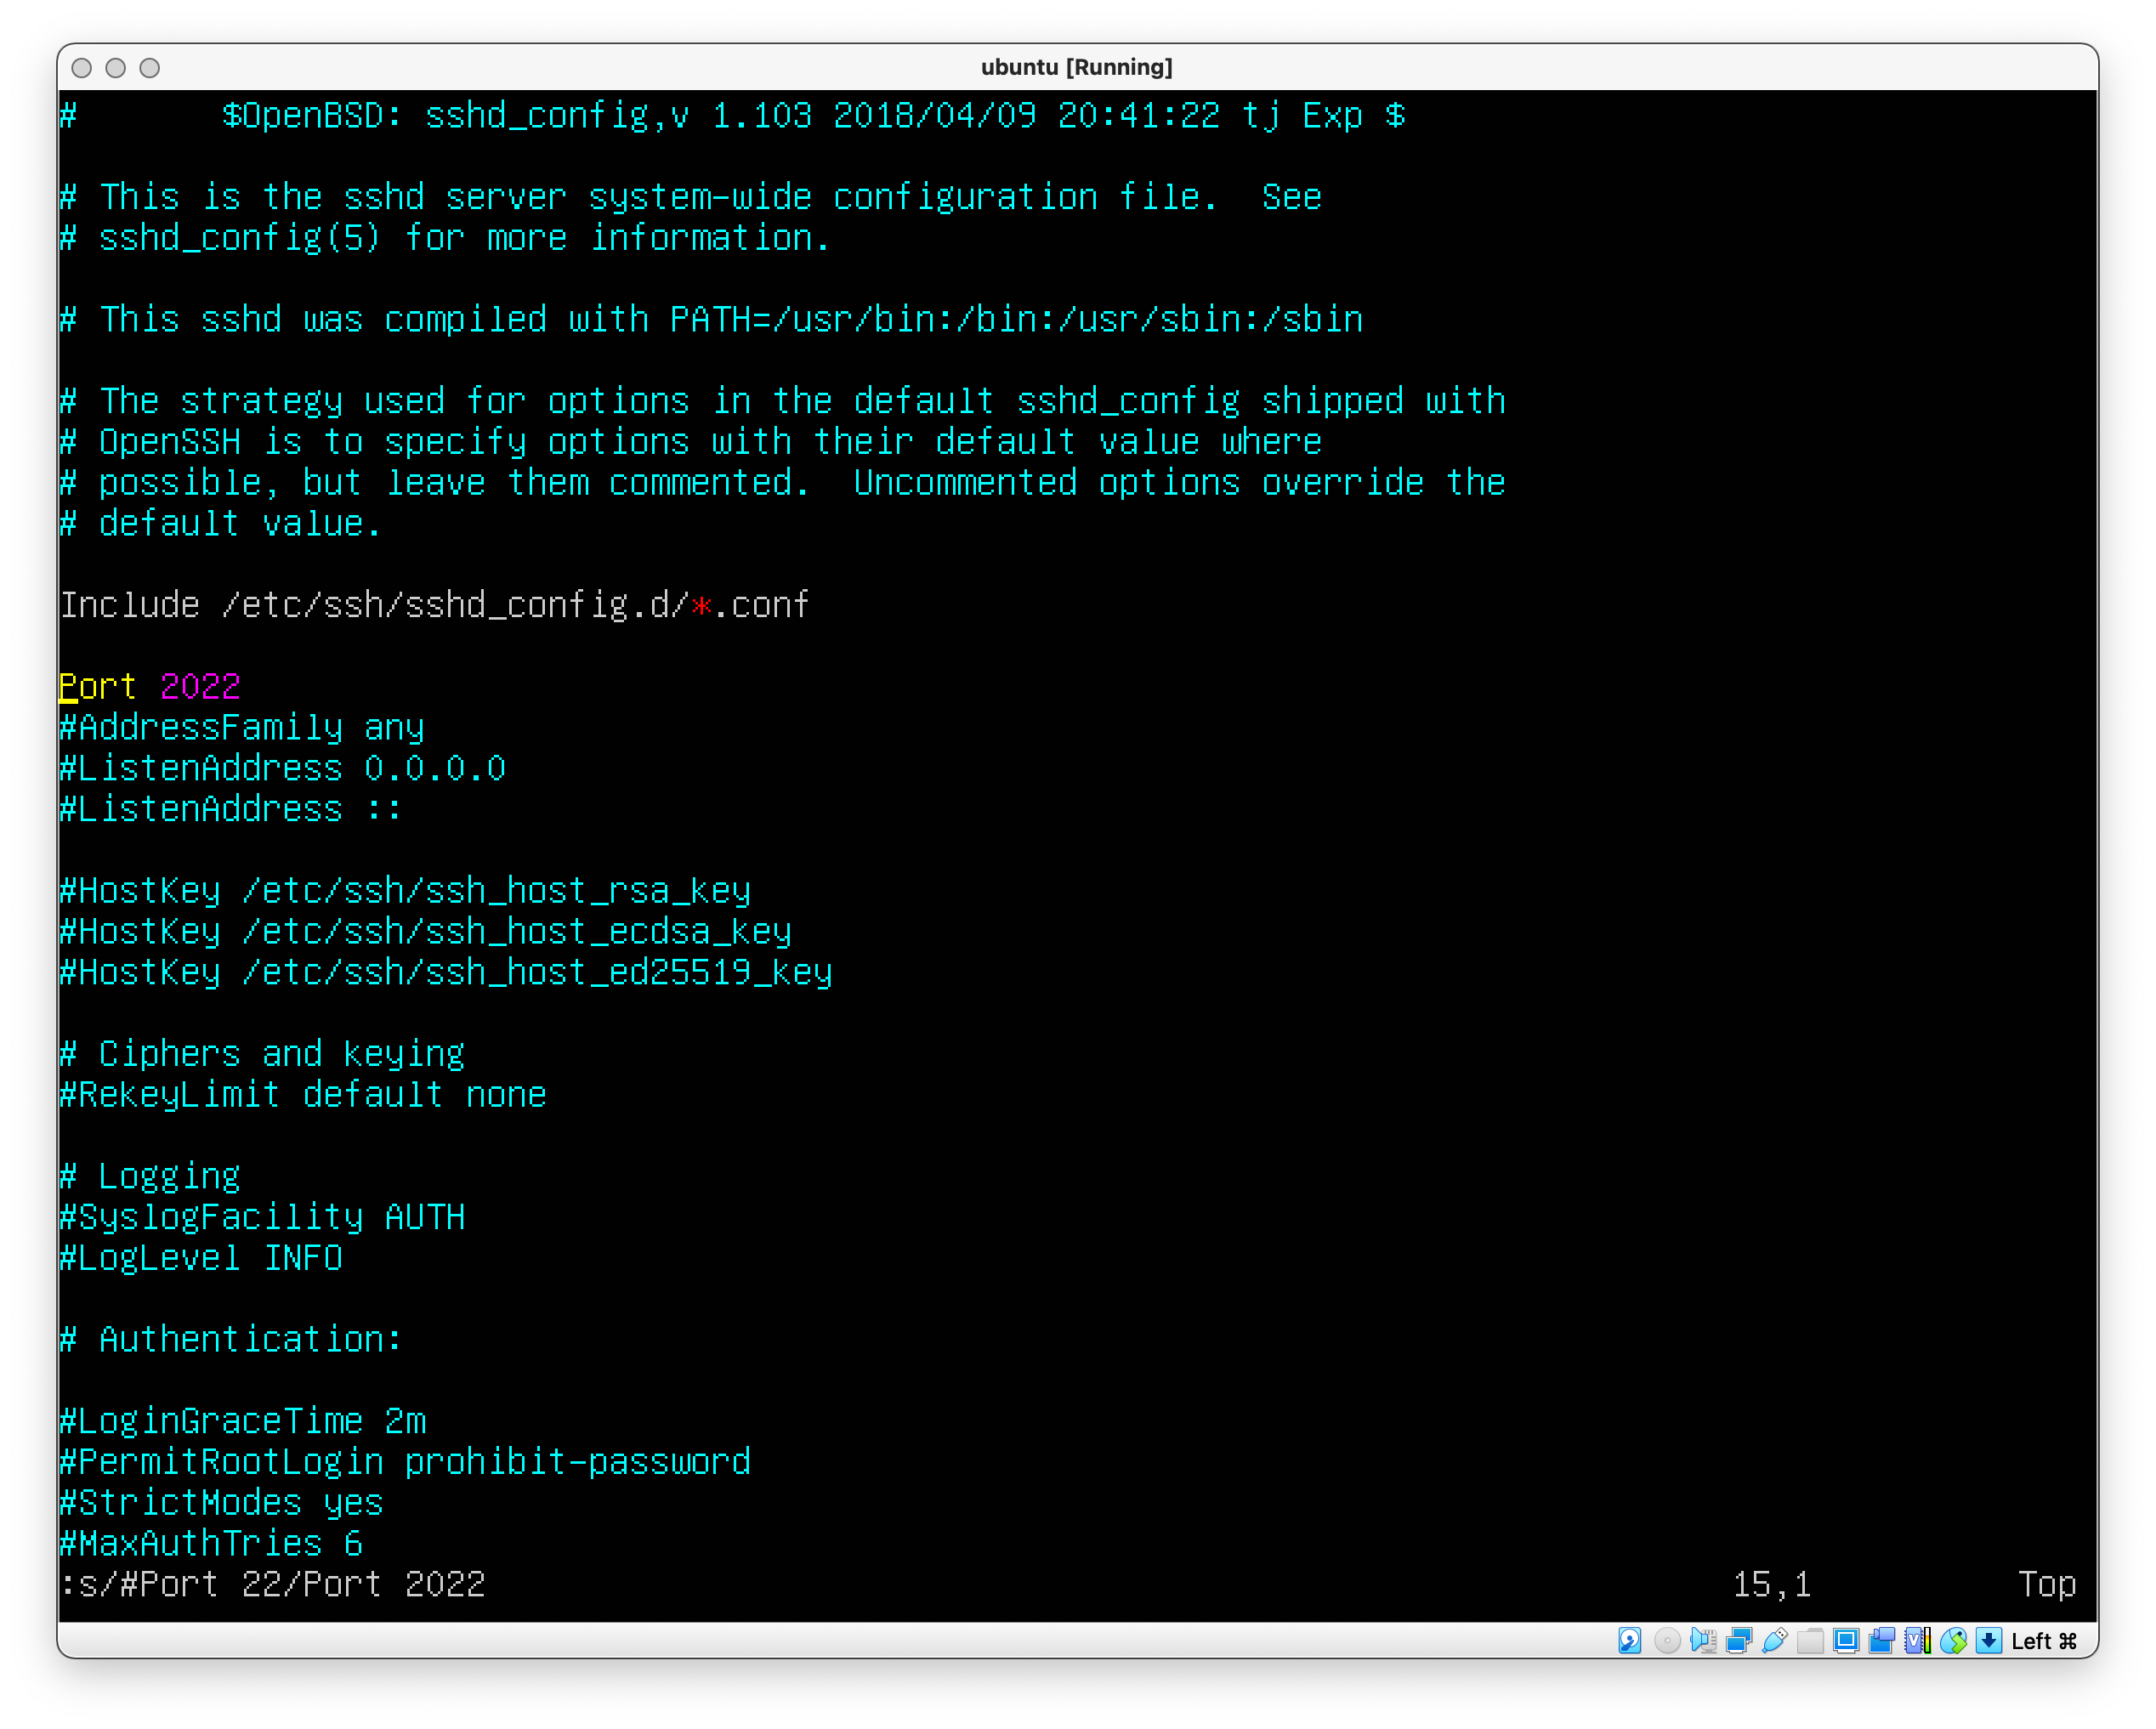 ubuntu [Running]
#       $OpenBSD: sshd_config,v 1.103 2018/04/09 20:41:22 tj Exp $
# This is the sshd server system-wide configuration file.  See
# sshd_config(5) for more information.
# This sshd was compiled with PATH=/usr/bin:/bin:/usr/sbin:/sbin
# The strategy used for options in the default sshd_config shipped with
# OpenSSH is to specify options with their default value where
# possible, but leave them commented.  Uncommented options override the
# default value.
Include /etc/ssh/sshd_config.d/*.conf
Port 2022
#AddressFamily any
#ListenAddress 0.0.0.0
#ListenAddress ::
#HostKey /etc/ssh/ssh_host_rsa_key
#HostKey /etc/ssh/ssh_host_ecdsa_key
#HostKey /etc/ssh/ssh_host_ed25519_key
# Ciphers and keying
#RekeyLimit default none
# Logging
#SyslogFacility AUTH
#LogLevel INFO
# Authentication:
#LoginGraceTime 2m
#PermitRootLogin prohibit-password
#StrictModes yes
#MaxAuthTries 6
:s/#Port 22/Port 2022 15,1 Top
Left ⌘